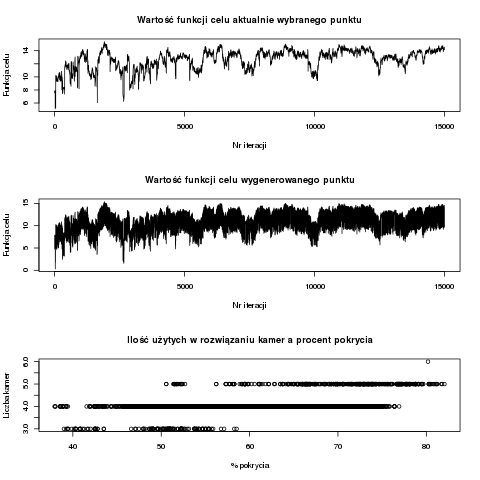 Wartość funkcji celu aktualnie wybranego punktu
Funkcja celu
6 8 10 14
0 5000 10000 15000
Nr iteracji
Wartość funkcji celu wygenerowanego punktu
Funkcja celu
0 5 10 15
0 5000 10000 15000
Nr iteracji
Ilość użytych w rozwiązaniu kamer a procent pokrycia
Liczba kamer
3.0 4.0 5.0 6.0
40 50 60 70 80
% pokrycia